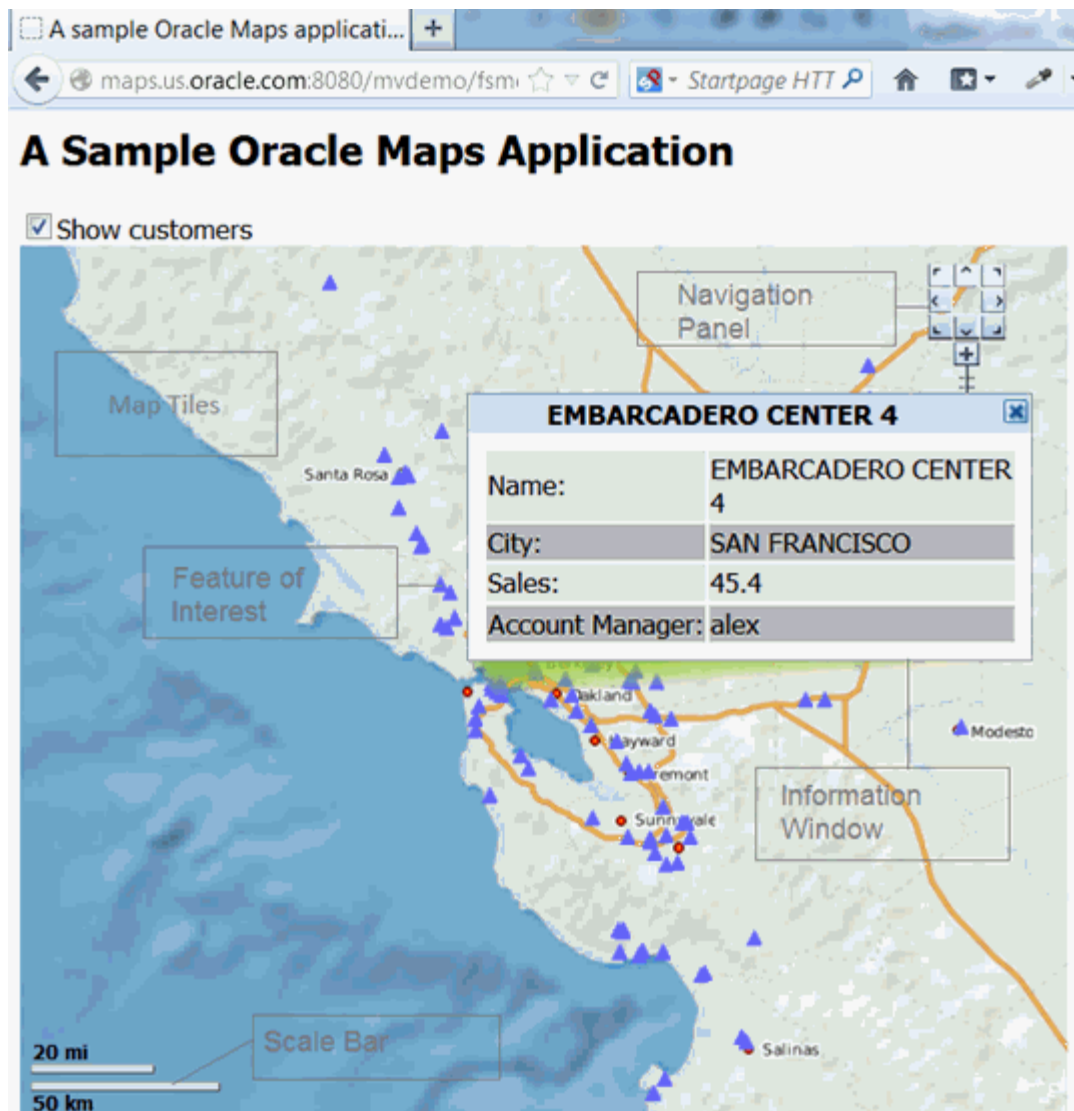 A sample Oracle Maps applicati...
maps.us.oracle.com:8080/mvdemo/fsm
Startpage HTT
A Sample Oracle Maps Application
Show customers
Navigation
Panel
Map Tiles
EMBARCADERO CENTER 4
Name:
EMBARCADERO CENTER
4
City:
SAN FRANCISCO
Sales:
45.4
Account Manager:
alex
Santa Rosa
Feature of
Interest
Oakland
Hayward
Modesto
Information
Window
Sunnyvale
Scale Bar
Salinas
20 mi
50 km